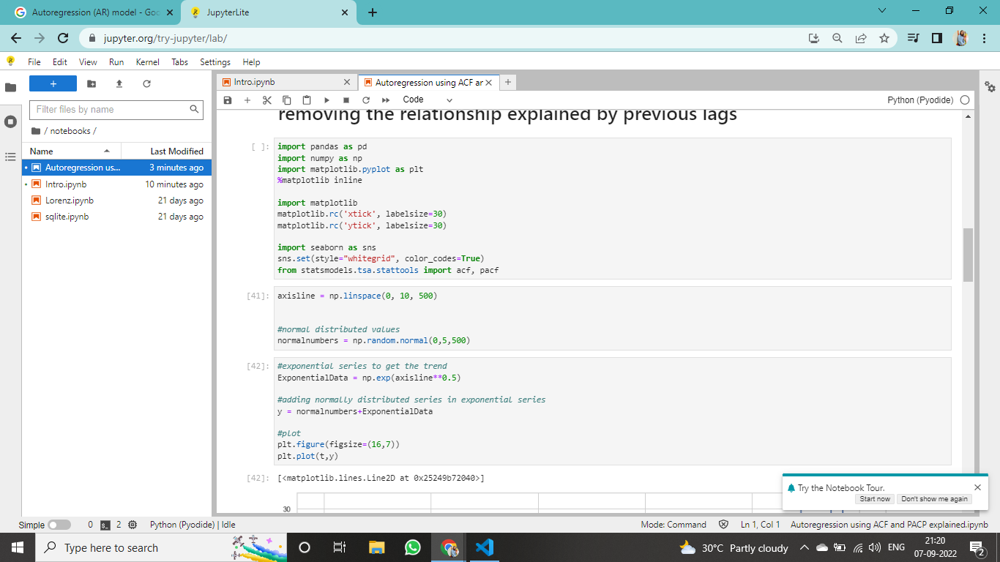 Autoregression (AR) model - Goo
JupyterLite
jupyter.org/try-jupyter/lab/
File Edit View Run Kernel Tabs Settings Help
+
Filter files by name
/ notebooks /
Name Last Modified
Autoregression us... 3 minutes ago
Intro.ipynb 10 minutes ago
Lorenz.ipynb 21 days ago
sqlite.ipynb 21 days ago
Intro.ipynb
Autoregression using ACF ar
Code
Python (Pyodide)
removing the relationship explained by previous lags
[ ]:
import pandas as pd
import numpy as np
import matplotlib.pyplot as plt
%matplotlib inline
import matplotlib
matplotlib.rc('xtick', labelsize=30)
matplotlib.rc('ytick', labelsize=30)
import seaborn as sns
sns.set(style="whitegrid", color_codes=True)
from statsmodels.tsa.stattools import acf, pacf
[41]:
axisline = np.linspace(0, 10, 500)
#normal distributed values
normalnumbers = np.random.normal(0,5,500)
[42]:
#exponential series to get the trend
ExponentialData = np.exp(axisline**0.5)
#adding normally distributed series in exponential series
y = normalnumbers+ExponentialData
#plot
plt.figure(figsize=(16,7))
plt.plot(t,y)
[42]:
[<matplotlib.lines.Line2D at 0x25249b72040>]
30
Try the Notebook Tour.
Start now
Don't show me again
Simple
0
2
Python (Pyodide) | Idle
Mode: Command
Ln 1, Col 1
Autoregression using ACF and PACP explained.ipynb
Type here to search
30°C Partly cloudy
ENG
21:20
07-09-2022
2